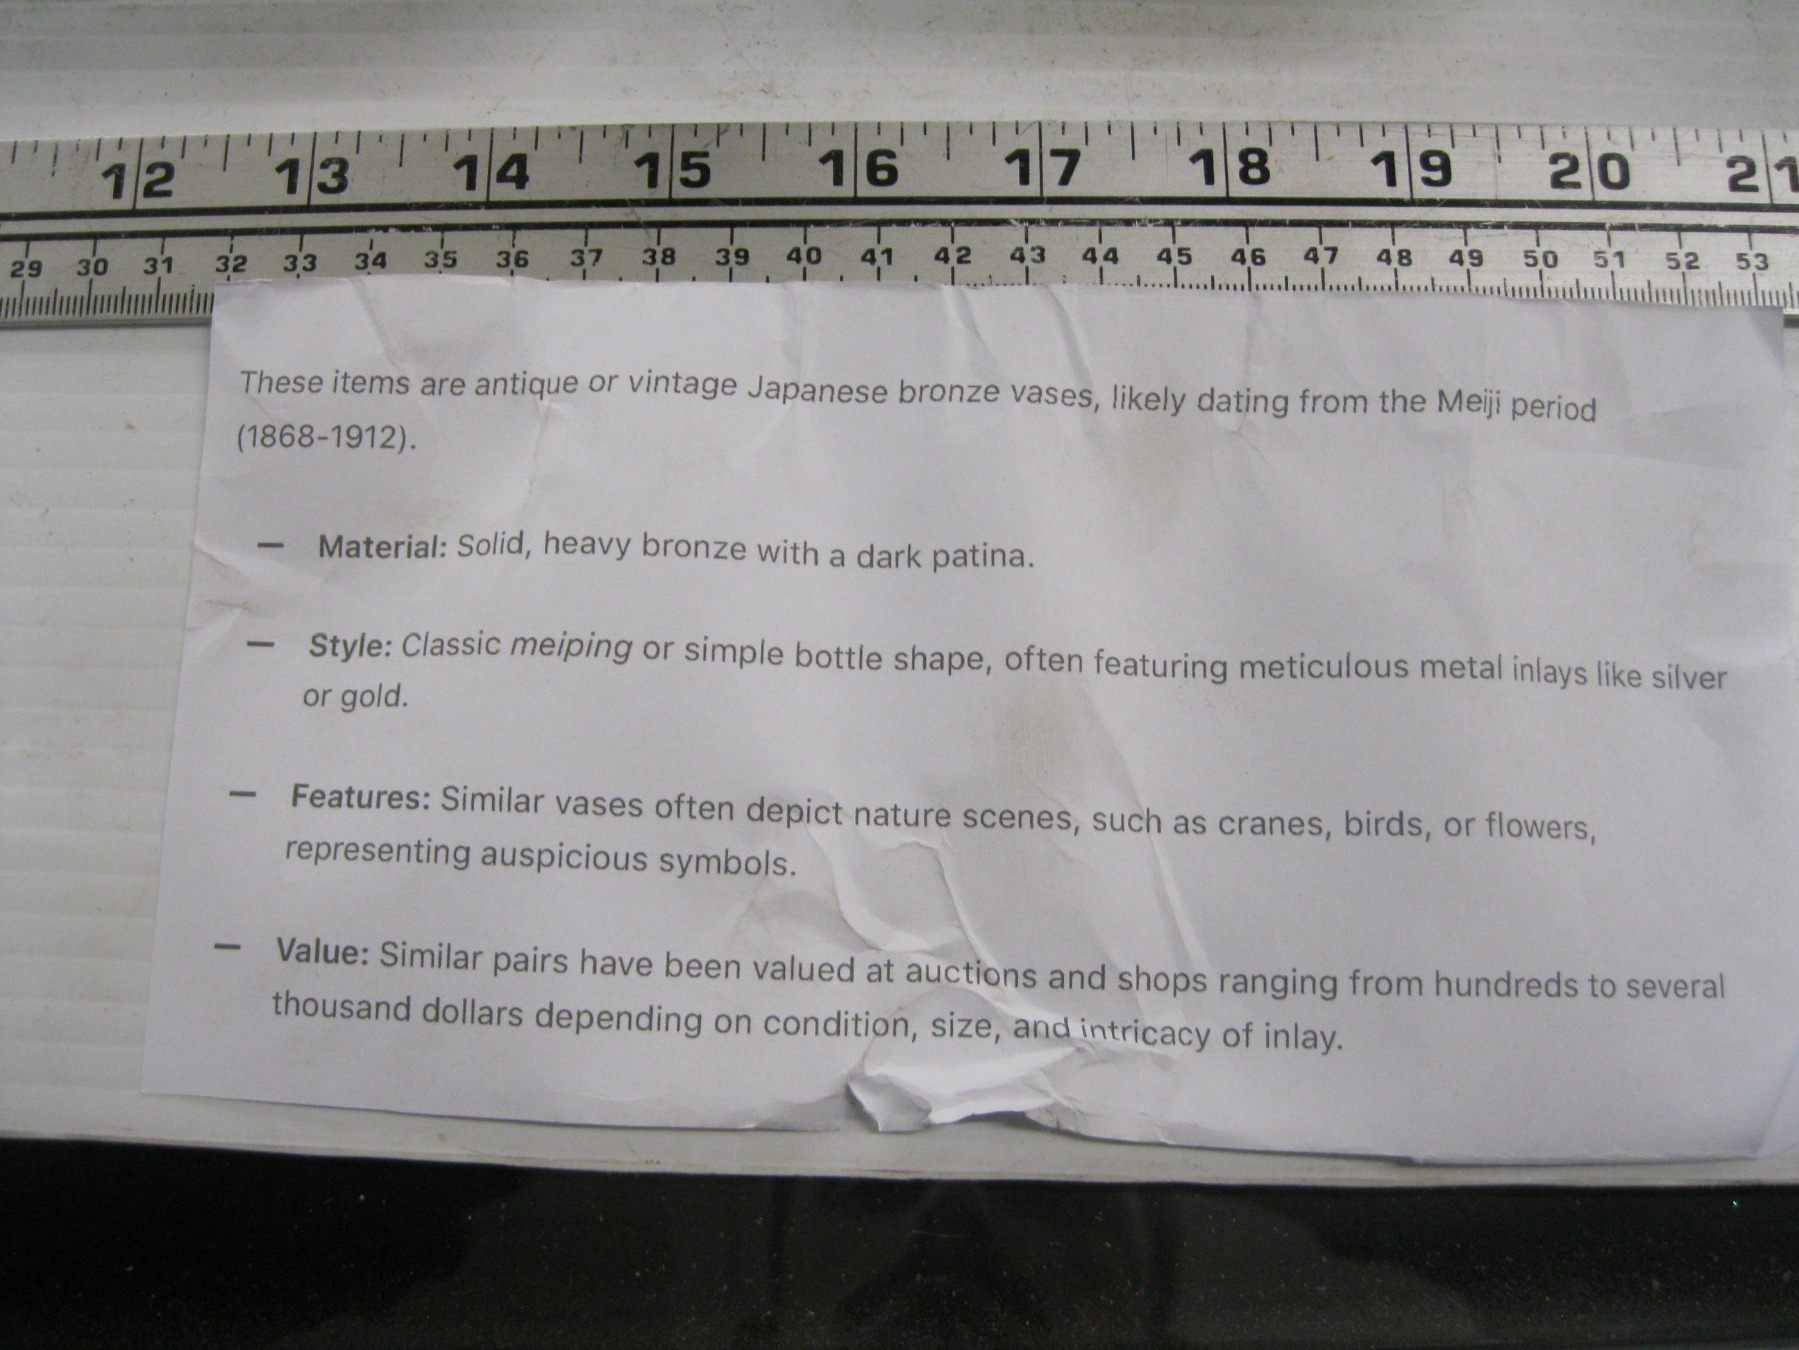 12 13 14 15 16 17 18 19 20 21
29 30 31 32 33 34 35 36 37 38 39 40 41 42 43 44 45 46 47 48 49 50 51 52 53
These items are antique or vintage Japanese bronze vases, likely dating from the Meiji period
(1868-1912).
— Material: Solid, heavy bronze with a dark patina.
— Style: Classic meiping or simple bottle shape, often featuring meticulous metal inlays like silver
or gold.
— Features: Similar vases often depict nature scenes, such as cranes, birds, or flowers,
representing auspicious symbols.
— Value: Similar pairs have been valued at auctions and shops ranging from hundreds to several
thousand dollars depending on condition, size, and intricacy of inlay.